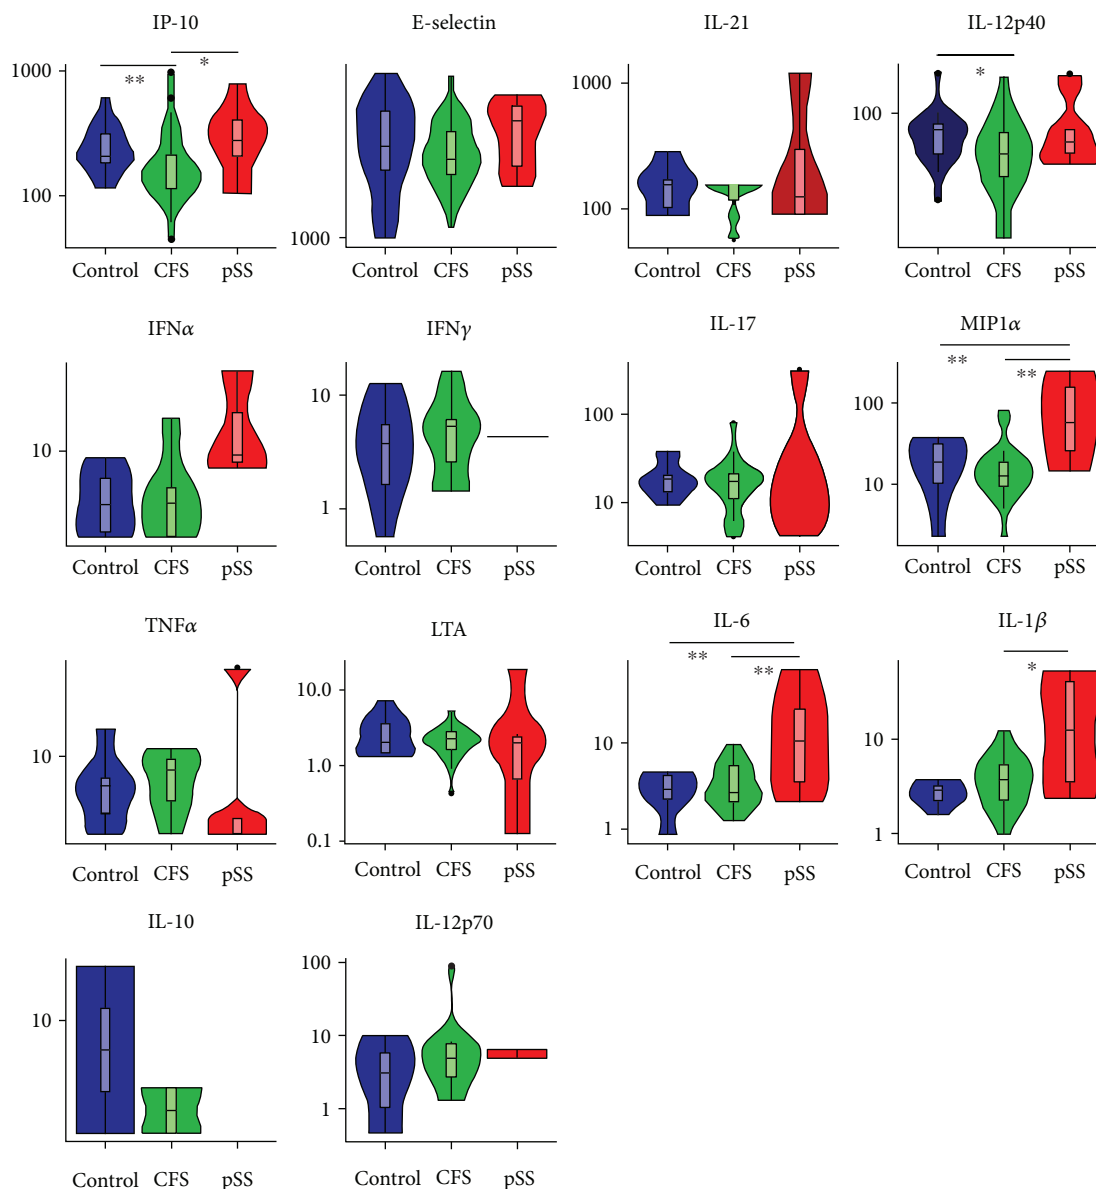 IP-10
E-selectin
IL-21
IL-12p40
* *
** *
1000
100
1000
1000
100
100
Control CFS pSS
Control CFS pSS
Control CFS pSS
Control CFS pSS
IFNα
IFNγ
IL-17
MIP1α
10
10
1
100
10
** **
100
10
Control CFS pSS
Control CFS pSS
Control CFS pSS
Control CFS pSS
TNFα
LTA
IL-6
IL-1β
10
10.0
1.0
0.1
** **
10
1
*
10
1
Control CFS pSS
Control CFS pSS
Control CFS pSS
Control CFS pSS
IL-10
IL-12p70
10
100
10
1
Control CFS pSS
Control CFS pSS